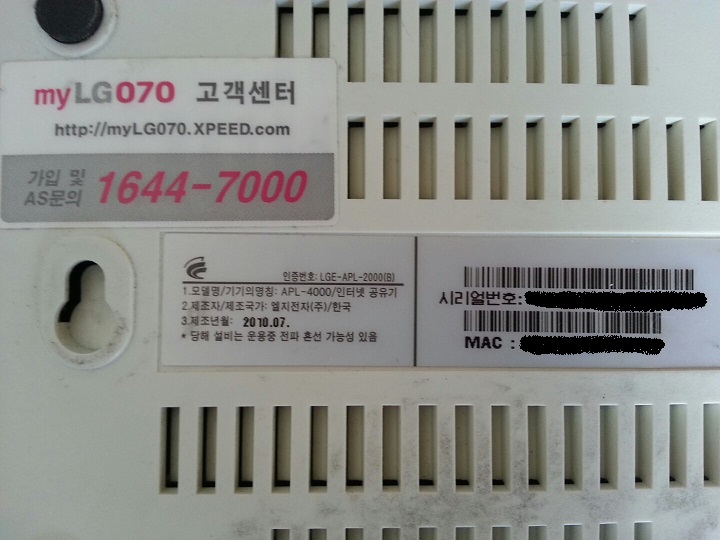 myLG070 고객센터
http://myLG070.XPEED.com
가입 및
AS문의 1644-7000
인증번호: LGE-APL-2000(B)
1.모델명/기기의명칭: APL-4000/인터넷 공유기
2.제조자/제조국가: 엘지전자(주)/한국
3.제조년월: 2010.07.
* 당해 설비는 운용중 전파 혼선 가능성 있음
시리얼번호:
MAC :